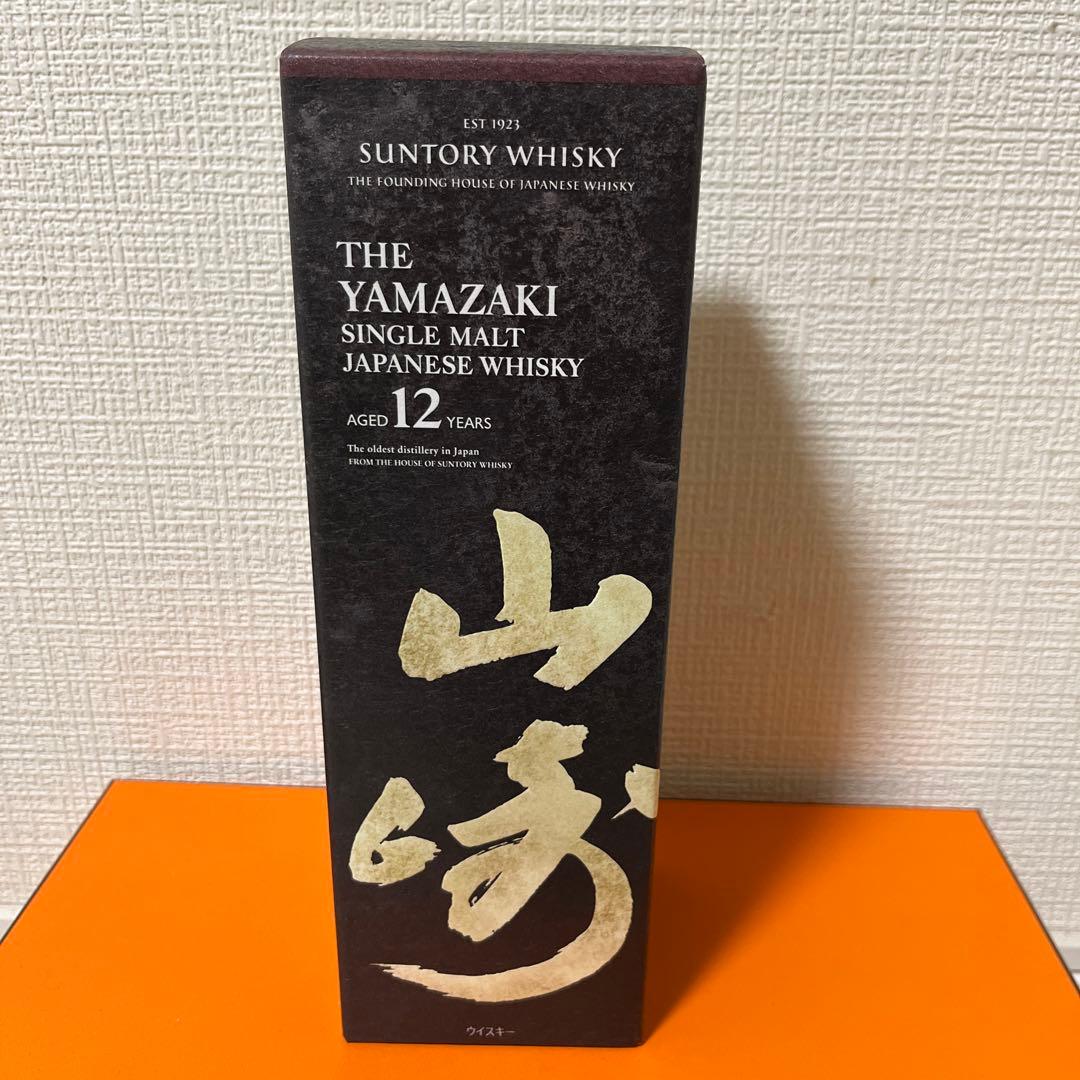 EST 1923
SUNTORY WHISKY
THE FOUNDING HOUSE OF JAPANESE WHISKY
THE
YAMAZAKI
SINGLE MALT
JAPANESE WHISKY
AGED 12 YEARS
The oldest distillery in Japan
FROM THE HOUSE OF SUNTORY WHISKY
山
崎
ウイスキー